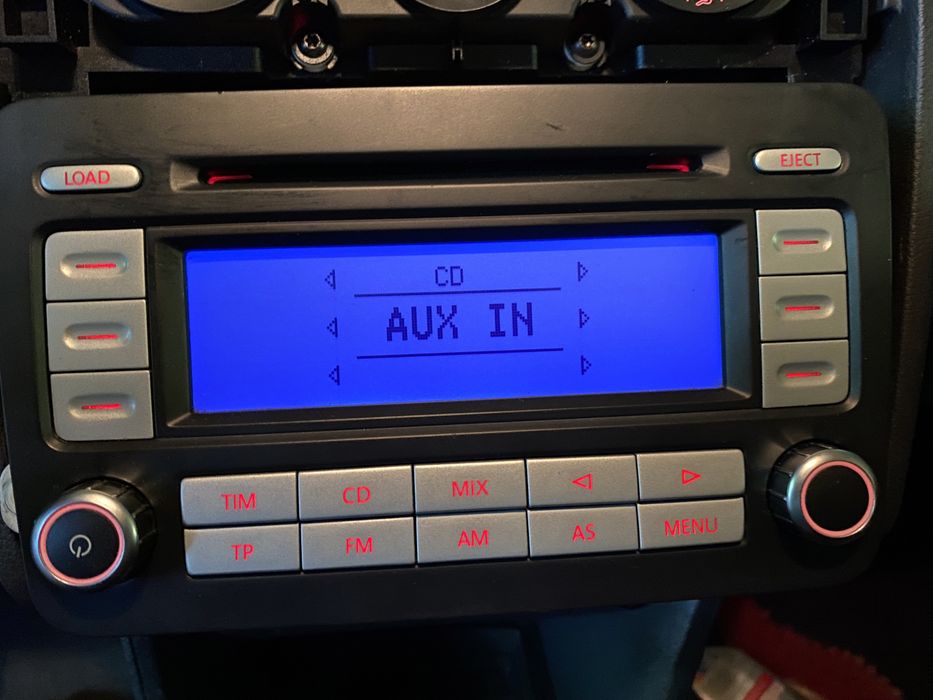 LOAD
EJECT
CD
AUX IN
TIM CD MIX
TP FM AM AS MENU